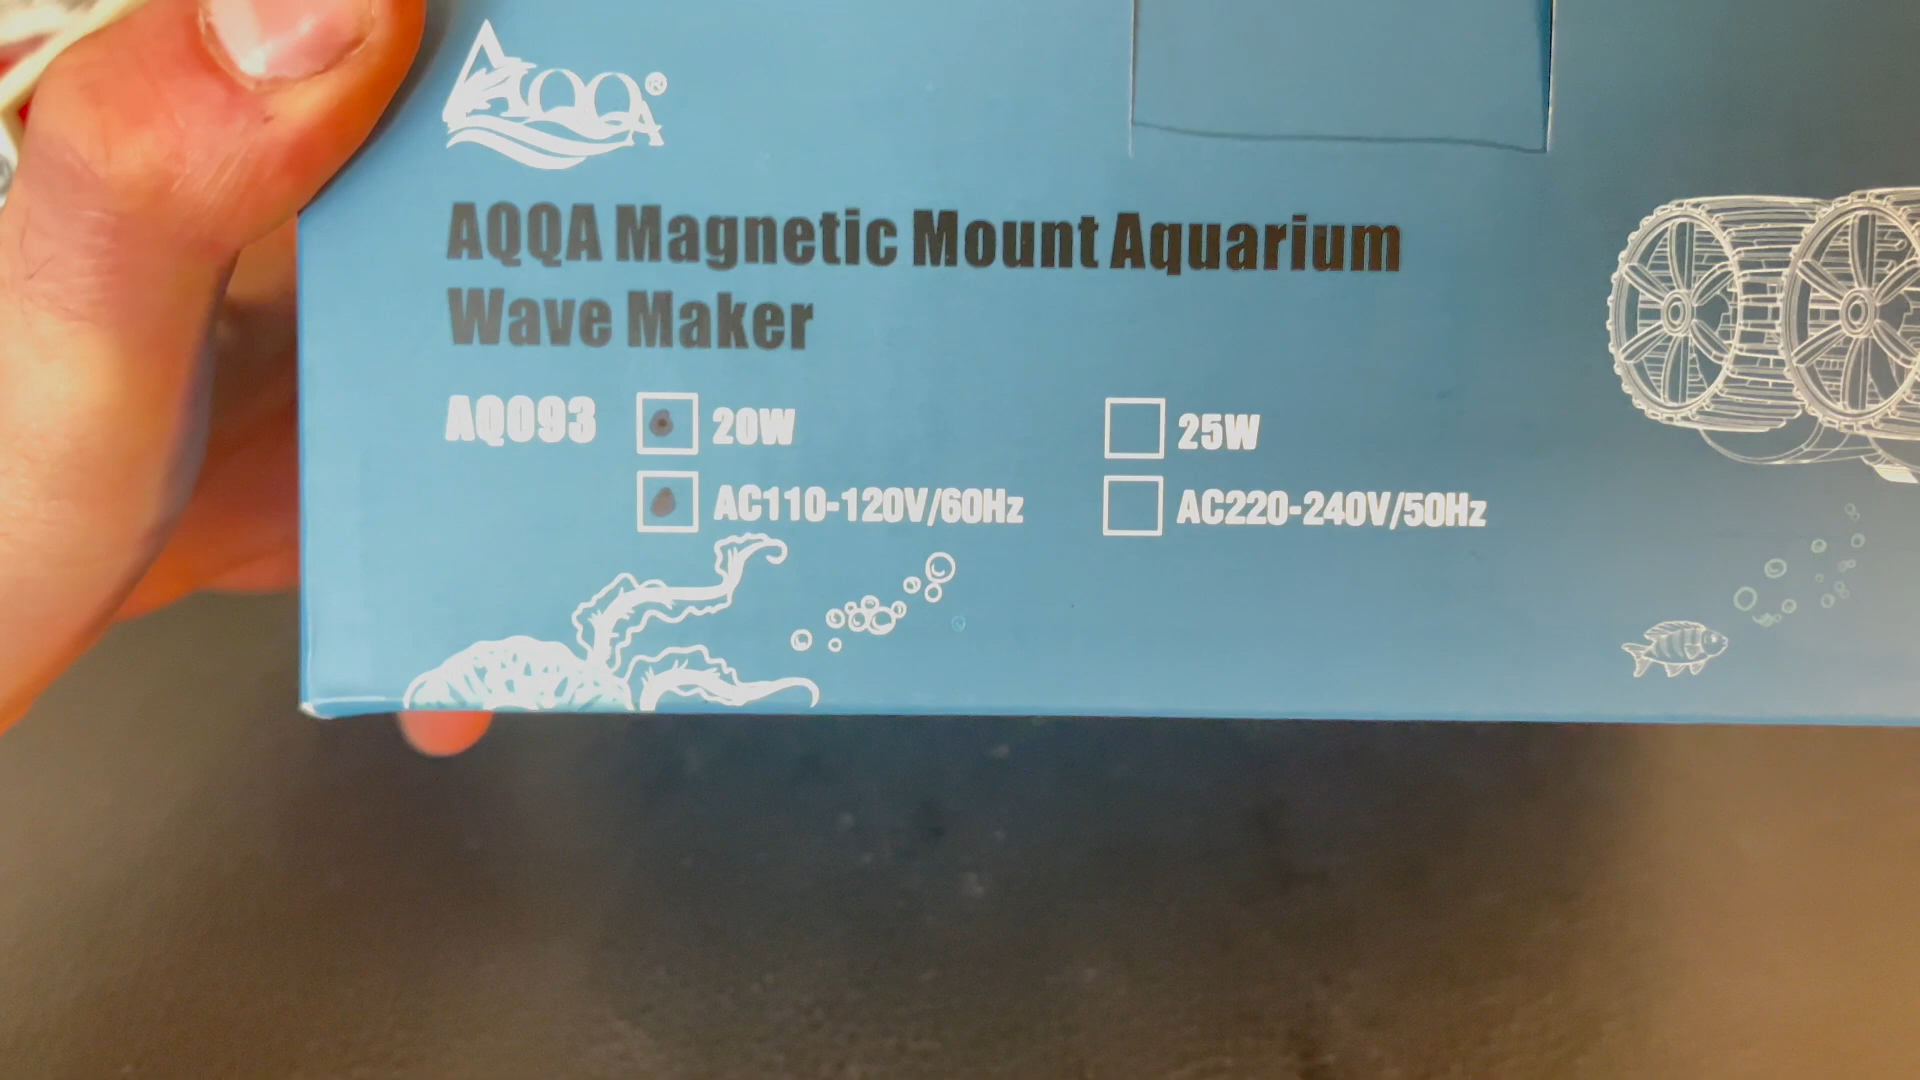 AQQA®
AQQA Magnetic Mount Aquarium
Wave Maker
AQ093 20W 25W
AC110-120V/60Hz AC220-240V/50Hz